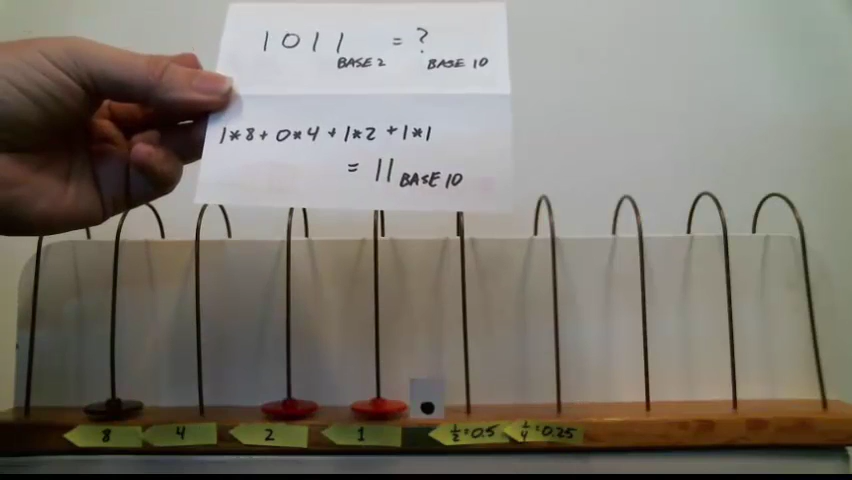 1011 BASE 2 = ? BASE 10
1*8+0*4+1*2+1*1
= 11 BASE 10
8 4 2 1 1/2=0.5 1/4=0.25